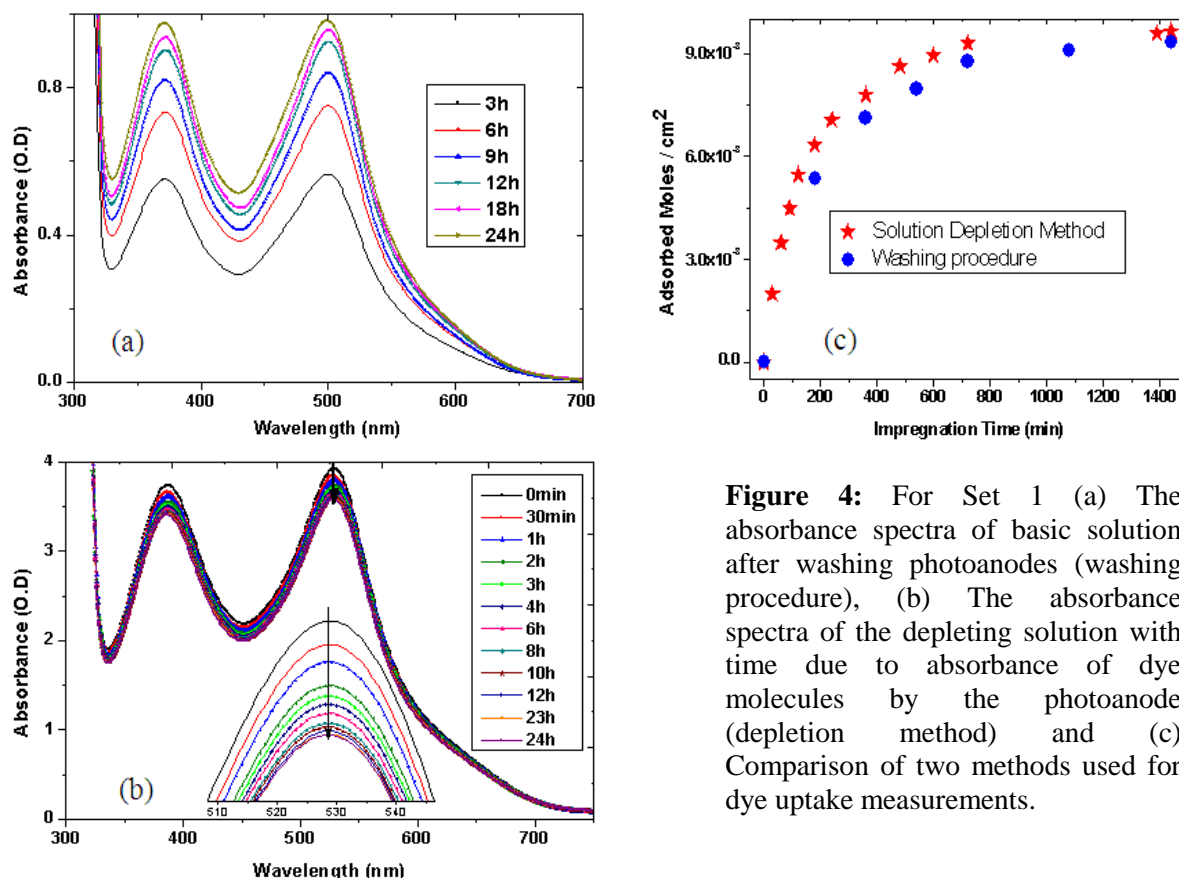 (a)
Absorbance (O.D)
0.8
0.4
0.0
300
400
500
600
700
Wavelength (nm)
3h
6h
9h
12h
18h
24h
(b)
Absorbance (O.D)
4
3
2
1
0
300
400
500
600
700
Wavelength (nm)
0min
30min
1h
2h
3h
4h
6h
8h
10h
12h
23h
24h
510
520
530
540
(c)
Adsorbed Moles / cm²
9.0x10⁻⁸
6.0x10⁻⁸
3.0x10⁻⁸
0.0
0
200
400
600
800
1000
1200
1400
Impregnation Time (min)
Solution Depletion Method
Washing procedure
Figure 4: For Set 1 (a) The
absorbance spectra of basic solution
after washing photoanodes (washing
procedure), (b) The absorbance
spectra of the depleting solution with
time due to absorbance of dye
molecules by the photoanode
(depletion method) and (c)
Comparison of two methods used for
dye uptake measurements.